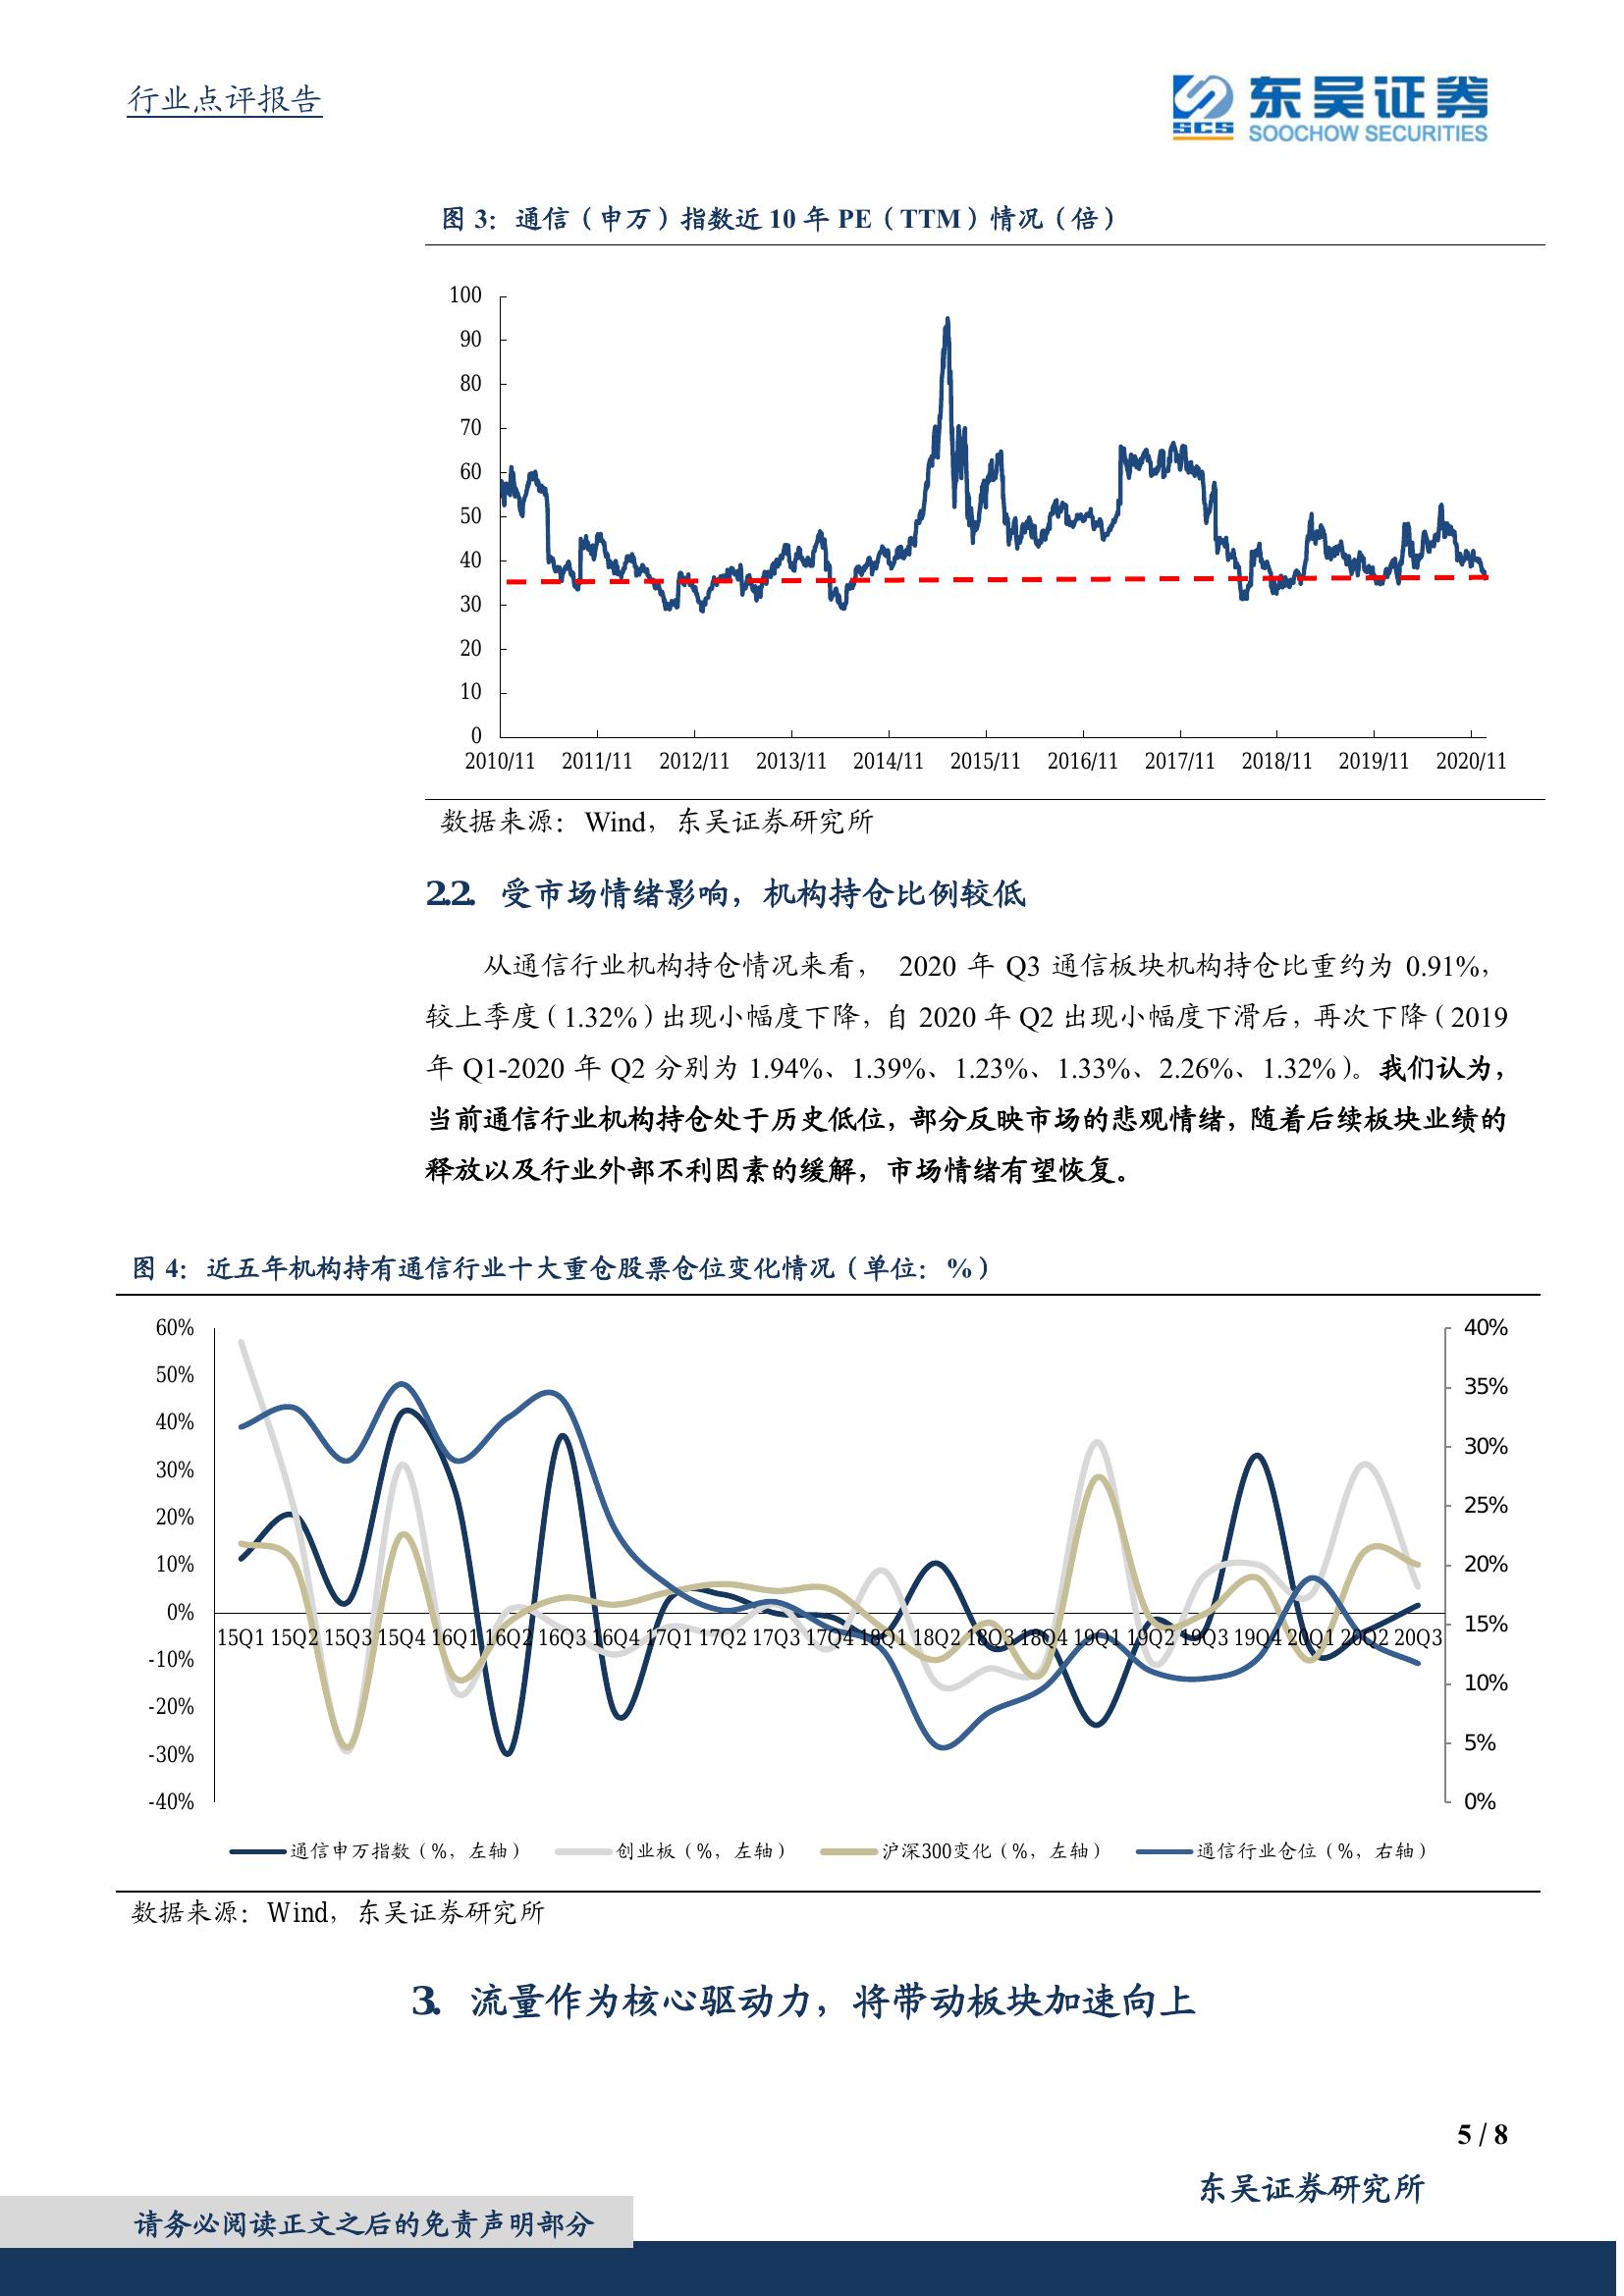 行业点评报告
SCS
东吴证券
SOOCHOW SECURITIES
图 3：通信（申万）指数近 10 年 PE（TTM）情况（倍）
100
90
80
70
60
50
40
30
20
10
0
2010/11 2011/11 2012/11 2013/11 2014/11 2015/11 2016/11 2017/11 2018/11 2019/11 2020/11
数据来源：Wind，东吴证券研究所
2.2. 受市场情绪影响，机构持仓比例较低
从通信行业机构持仓情况来看， 2020 年 Q3 通信板块机构持仓比重约为 0.91%，
较上季度（1.32%）出现小幅度下降，自 2020 年 Q2 出现小幅度下滑后，再次下降（2019
年 Q1-2020 年 Q2 分别为 1.94%、1.39%、1.23%、1.33%、2.26%、1.32%）。我们认为，
当前通信行业机构持仓处于历史低位，部分反映市场的悲观情绪，随着后续板块业绩的
释放以及行业外部不利因素的缓解，市场情绪有望恢复。
图 4：近五年机构持有通信行业十大重仓股票仓位变化情况（单位：%）
60% 40%
50% 35%
40% 30%
30% 25%
20% 20%
10% 15%
0% 10%
-10% 5%
-20% 0%
-30%
-40%
15Q1 15Q2 15Q3 15Q4 16Q1 16Q2 16Q3 16Q4 17Q1 17Q2 17Q3 17Q4 18Q1 18Q2 18Q3 18Q4 19Q1 19Q2 19Q3 19Q4 20Q1 20Q2 20Q3
通信申万指数（%，左轴） 创业板（%，左轴） 沪深300变化（%，左轴） 通信行业仓位（%，右轴）
数据来源：Wind，东吴证券研究所
3. 流量作为核心驱动力，将带动板块加速向上
5 / 8
东吴证券研究所
请务必阅读正文之后的免责声明部分